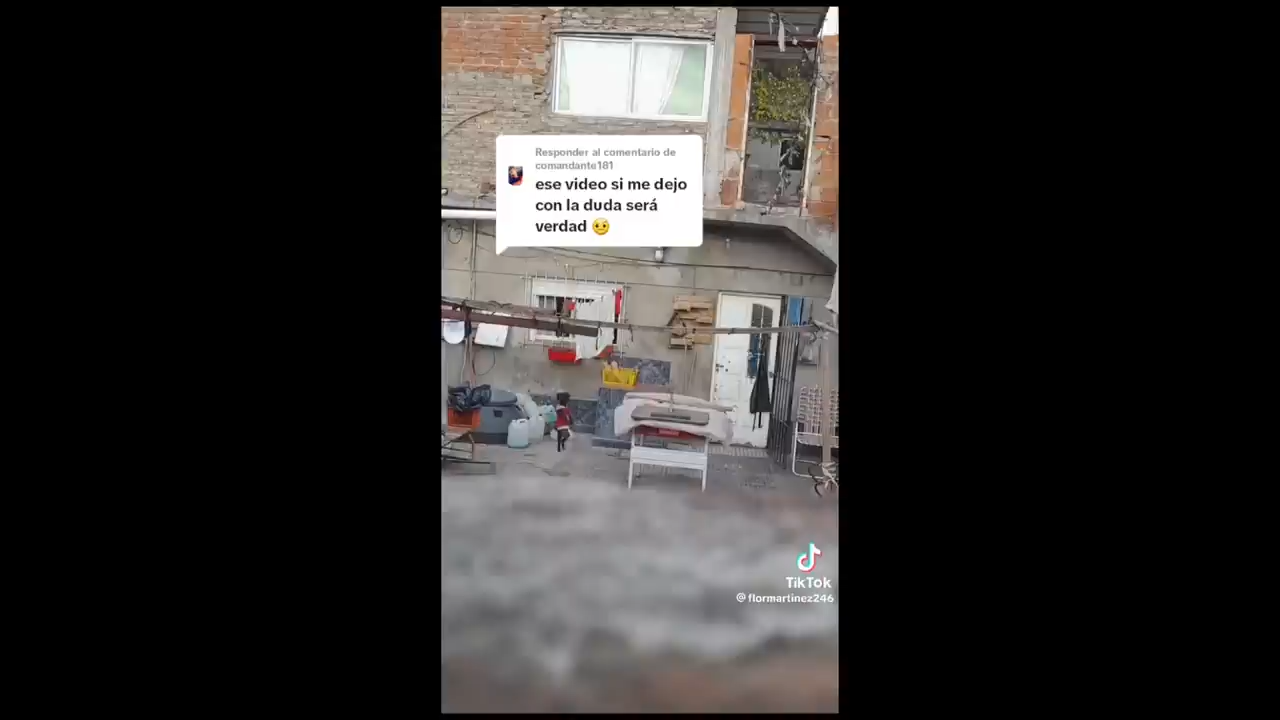 Responder al comentario de
comandante181
ese video si me dejo
con la duda será
verdad 🤨
TikTok
@flormartinez246